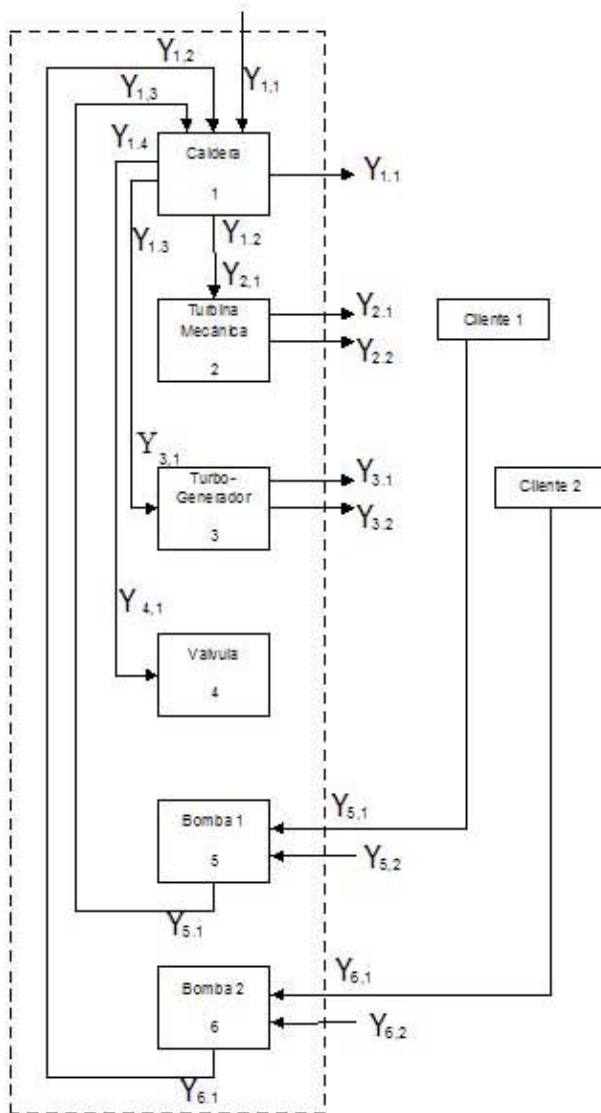 Y1,2
Y1,3
Y1,1
Y1.4
Caldera
1
Y1.1
Y1.3
Y1.2
Y2,1
Turbina
Mecánica
2
Y2.1
Y2.2
Cliente 1
Y3,1
Turbo-
Generador
3
Y3.1
Y3.2
Cliente 2
Y4,1
Valvula
4
Bomba 1
5
Y5,1
Y5,2
Y5.1
Bomba 2
6
Y6,1
Y6,2
Y6.1